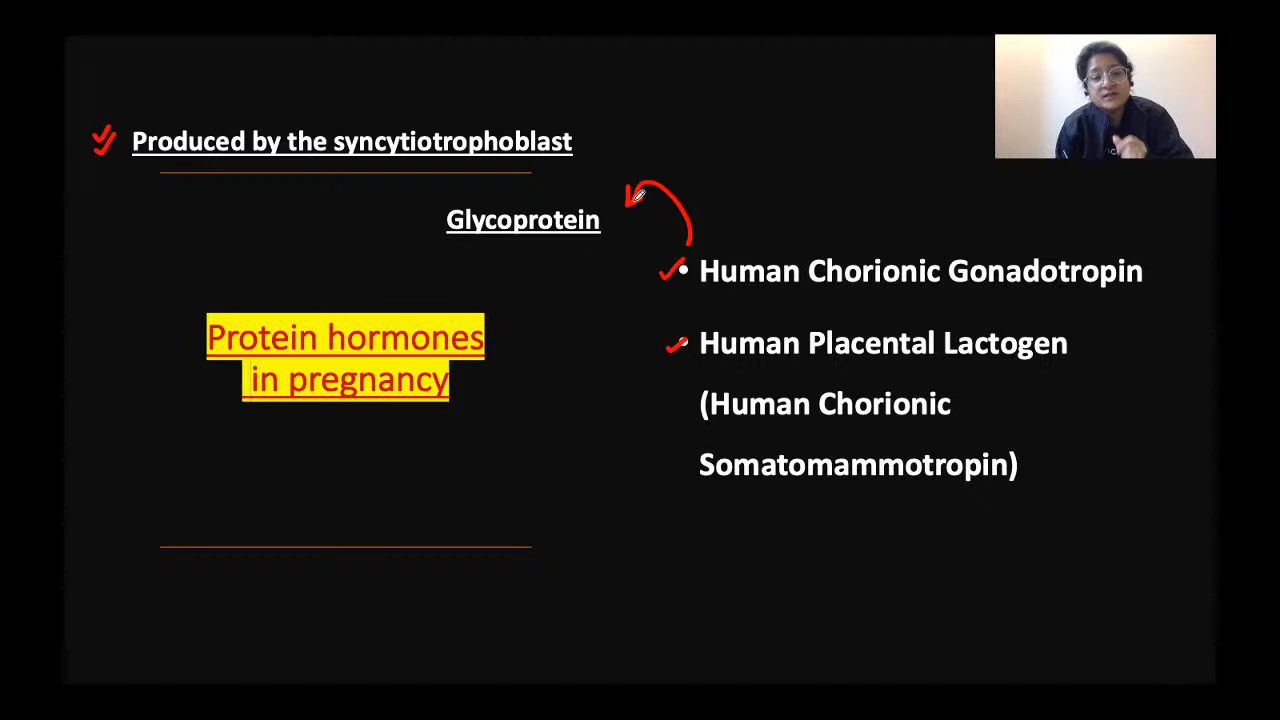 Produced by the syncytiotrophoblast
Glycoprotein
Protein hormones
in pregnancy
• Human Chorionic Gonadotropin
• Human Placental Lactogen
(Human Chorionic
Somatomammotropin)